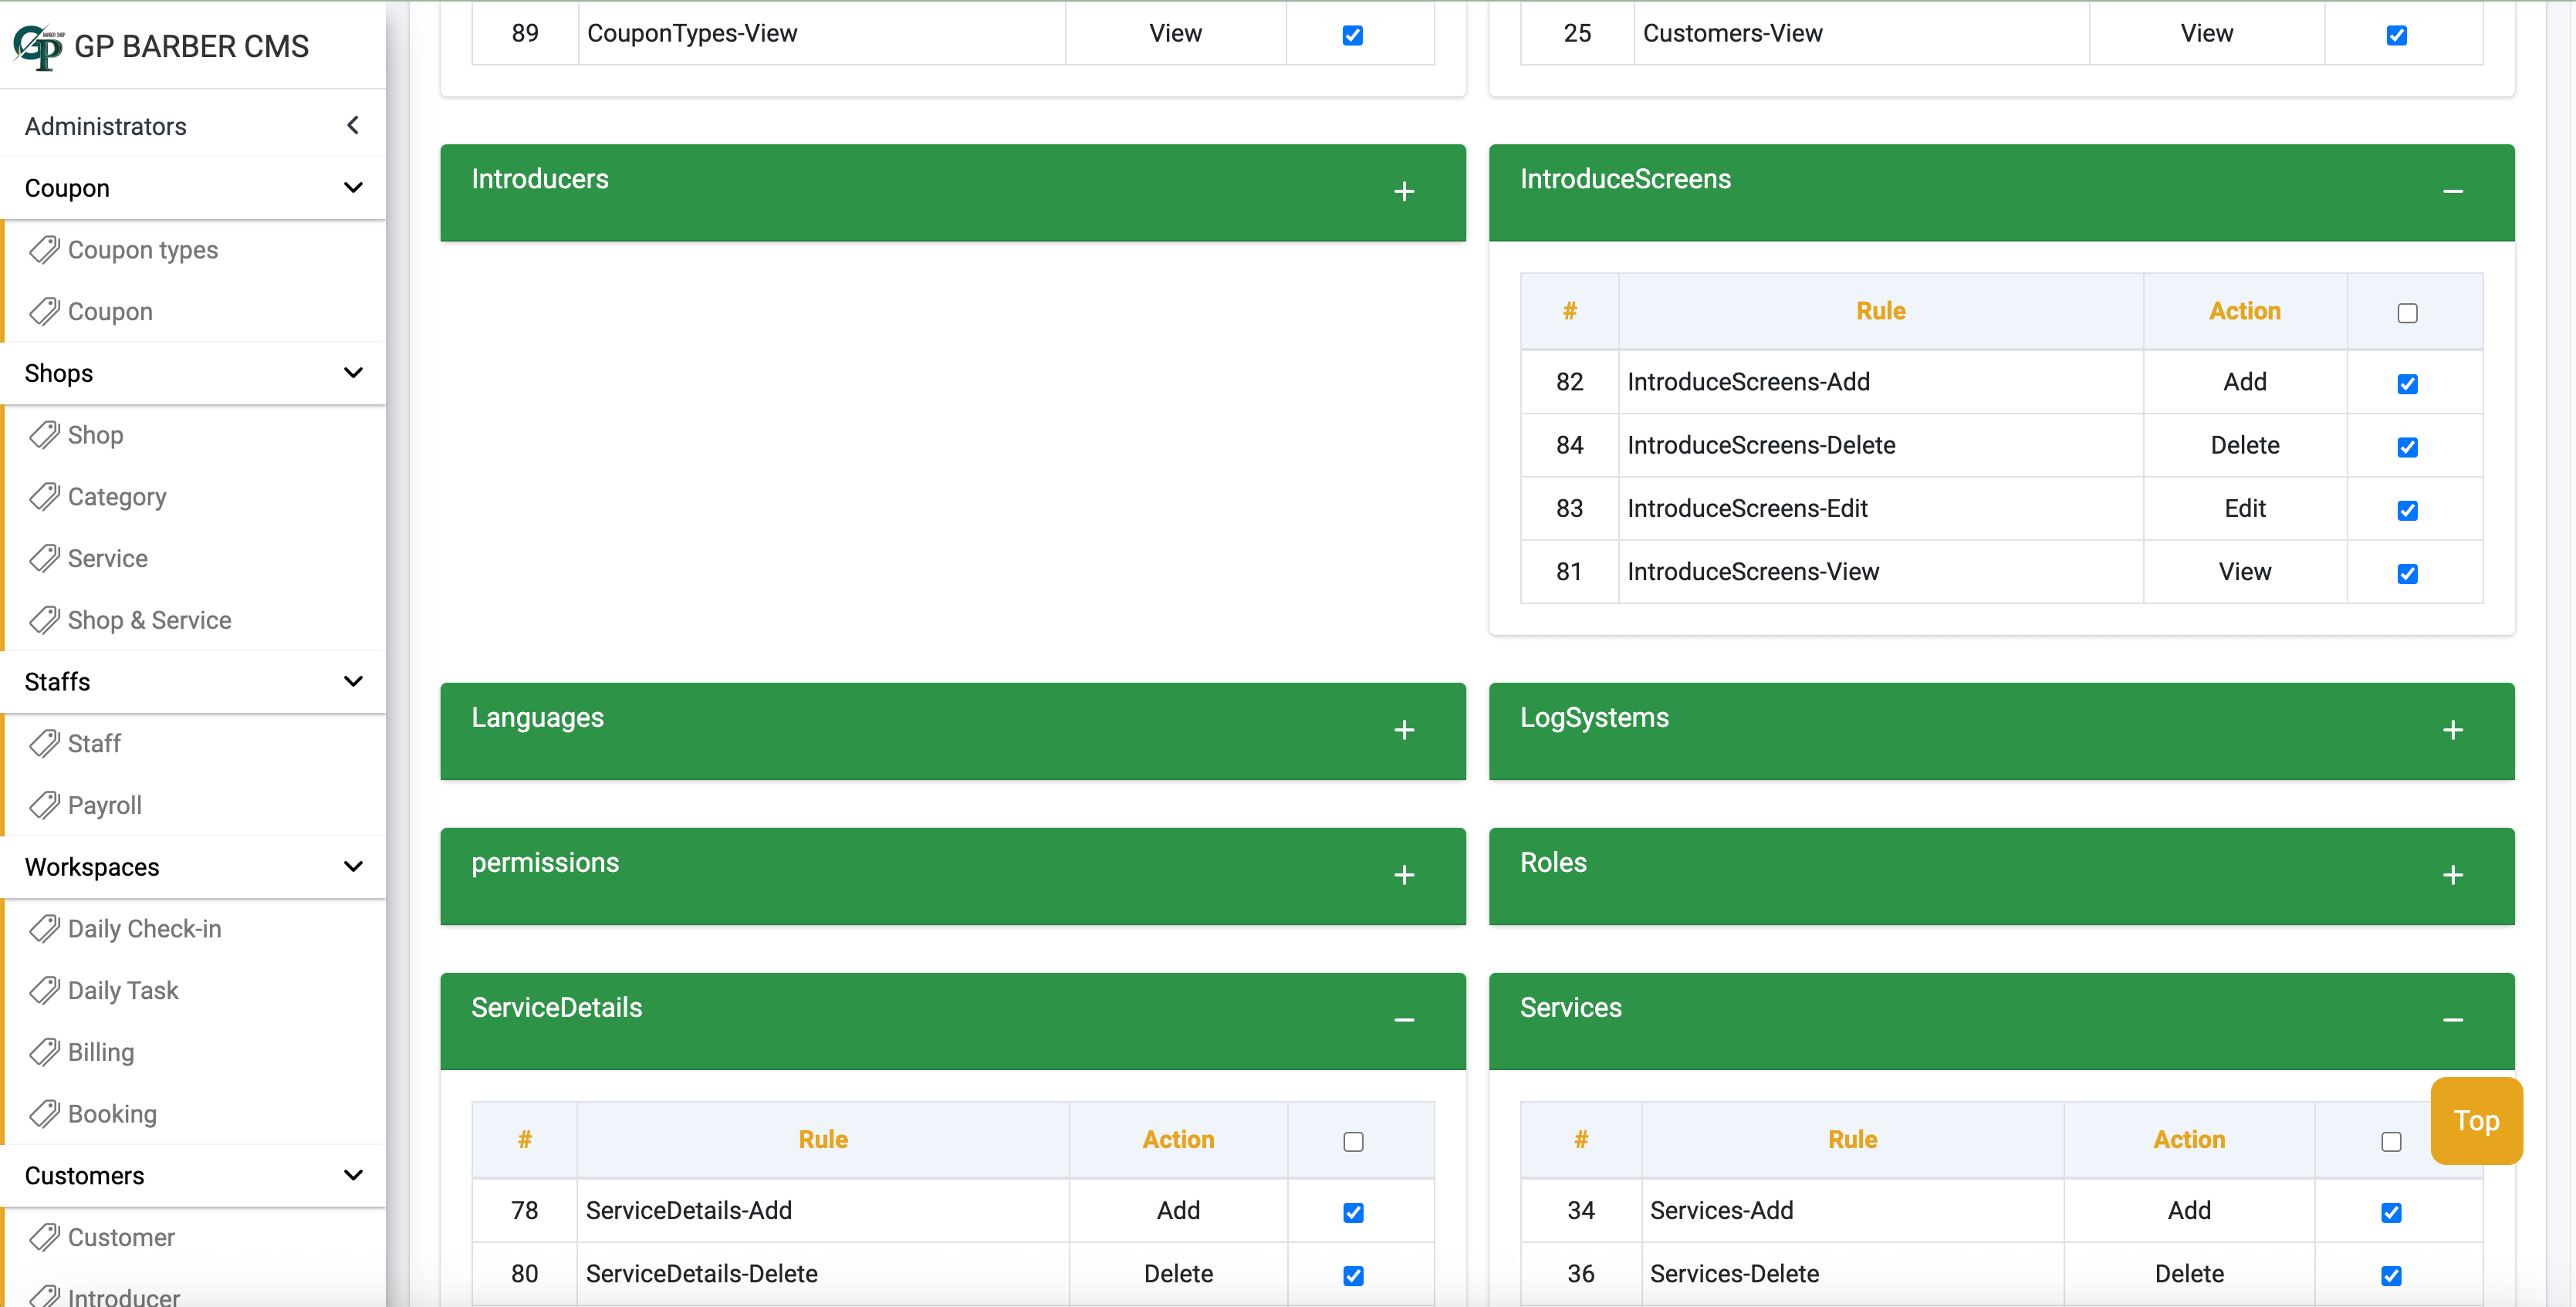 BARBER SHOP
GP
GP BARBER CMS
Administrators
Coupon
Coupon types
Coupon
Shops
Shop
Category
Service
Shop & Service
Staffs
Staff
Payroll
Workspaces
Daily Check-in
Daily Task
Billing
Booking
Customers
Customer
Introducer
89 CouponTypes-View View
25 Customers-View View
Introducers
IntroduceScreens
# Rule Action
82 IntroduceScreens-Add Add
84 IntroduceScreens-Delete Delete
83 IntroduceScreens-Edit Edit
81 IntroduceScreens-View View
Languages
LogSystems
permissions
Roles
ServiceDetails
# Rule Action
78 ServiceDetails-Add Add
80 ServiceDetails-Delete Delete
Services
# Rule Action
34 Services-Add Add
36 Services-Delete Delete
Top